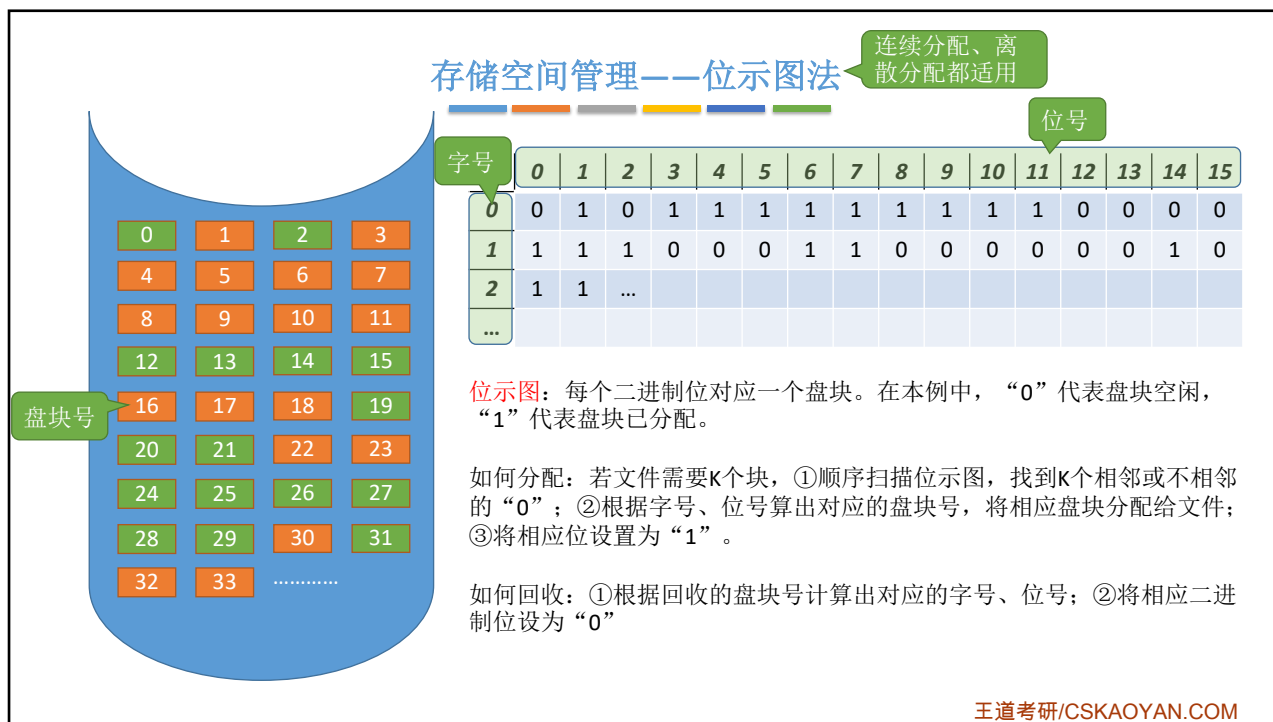 存储空间管理——位示图法
连续分配、离
散分配都适用
位号
字号
0 1 2 3 4 5 6 7 8 9 10 11 12 13 14 15
0 0 1 0 1 1 1 1 1 1 1 1 1 0 0 0 0
1 1 1 1 0 0 0 1 1 0 0 0 0 0 0 1 0
2 1 1 …
…
0 1 2 3
4 5 6 7
8 9 10 11
12 13 14 15
盘块号
16 17 18 19
20 21 22 23
24 25 26 27
28 29 30 31
32 33 …………
位示图：每个二进制位对应一个盘块。在本例中，“0”代表盘块空闲，
“1”代表盘块已分配。
如何分配：若文件需要K个块，①顺序扫描位示图，找到K个相邻或不相邻
的“0”；②根据字号、位号算出对应的盘块号，将相应盘块分配给文件；
③将相应位设置为“1”。
如何回收：①根据回收的盘块号计算出对应的字号、位号；②将相应二进
制位设为“0”
王道考研/CSKAOYAN.COM